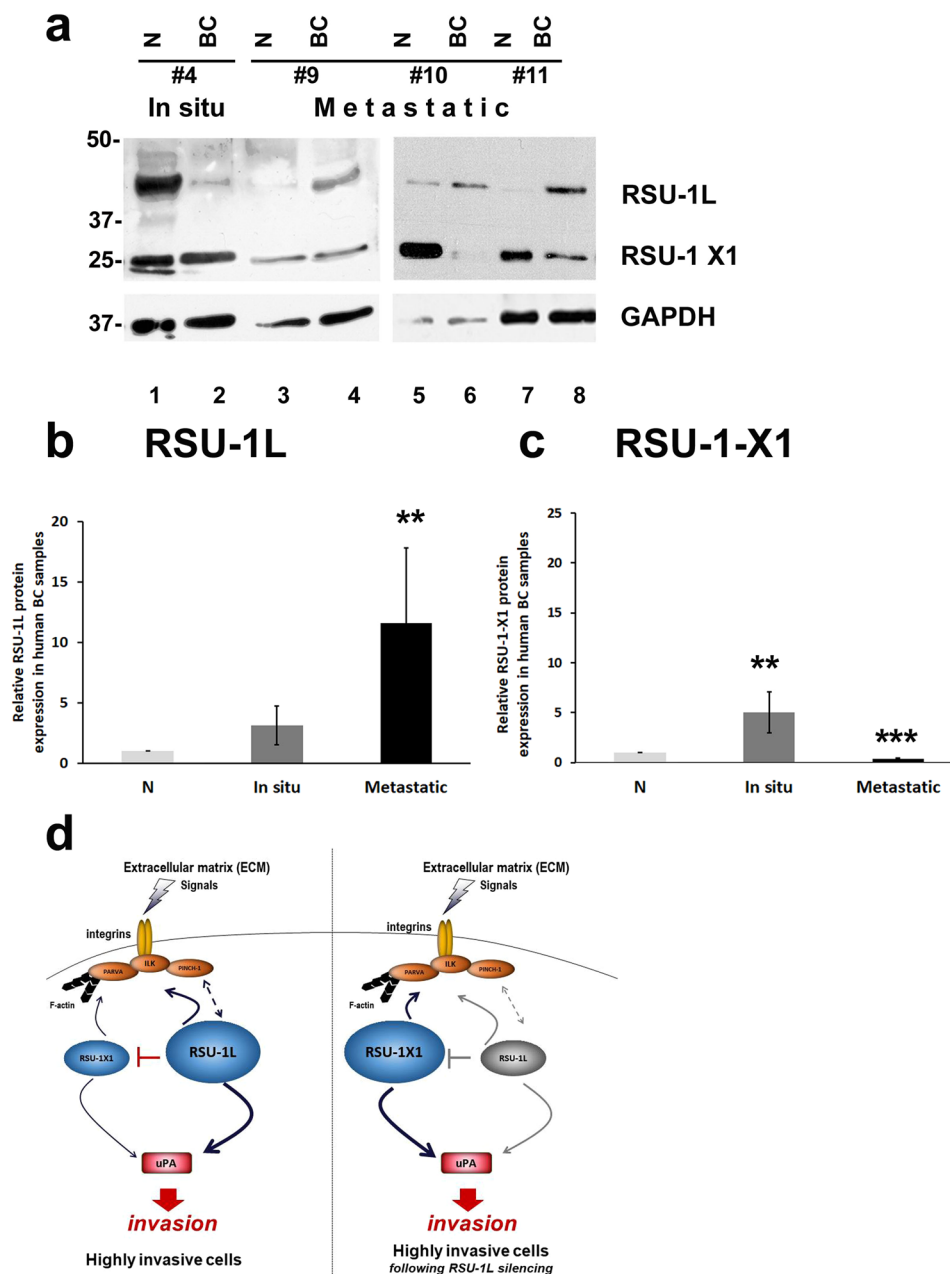 a
N BC N BC N BC N BC
#4 #9 #10 #11
In situ Metastatic
50-
37-
25-
37-
RSU-1L
RSU-1 X1
GAPDH
1 2 3 4 5 6 7 8
b RSU-1L
Relative RSU-1L protein
expression in human BC samples
20
15
10
5
0
**
N In situ Metastatic
c RSU-1-X1
Relative RSU-1-X1 protein
expression in human BC samples
25
20
15
10
5
0
**
***
N In situ Metastatic
d
Extracellular matrix (ECM)
Signals
integrins
ILK
PARVA
PINCH-1
F-actin
RSU-1X1
RSU-1L
uPA
invasion
Highly invasive cells
Extracellular matrix (ECM)
Signals
integrins
ILK
PARVA
PINCH-1
F-actin
RSU-1X1
RSU-1L
uPA
invasion
Highly invasive cells
following RSU-1L silencing